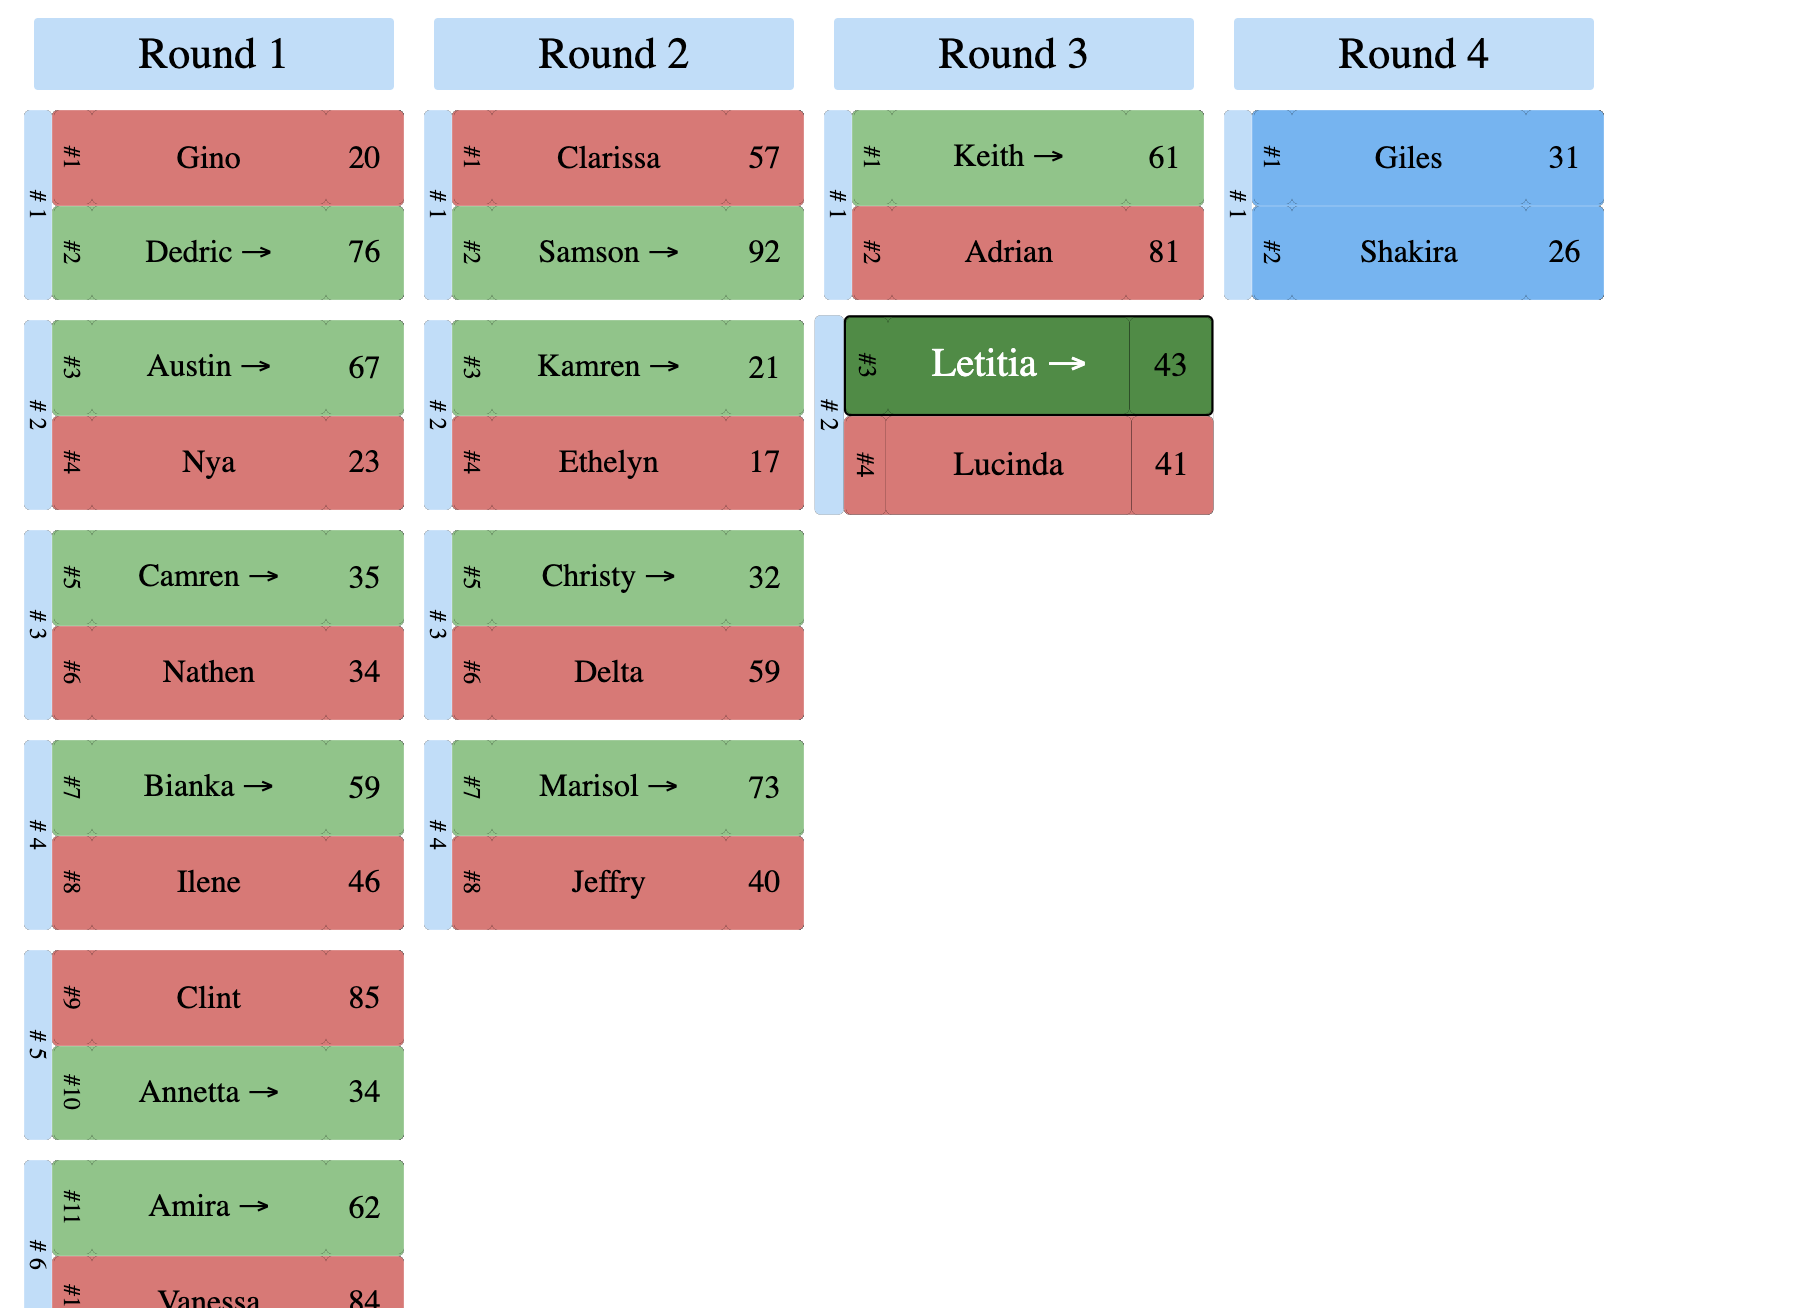 Round 1
Round 2
Round 3
Round 4
# 1
#1 Gino 20
#2 Dedric → 76
# 2
#3 Austin → 67
#4 Nya 23
# 3
#5 Camren → 35
#6 Nathen 34
# 4
#7 Bianka → 59
#8 Ilene 46
# 5
#9 Clint 85
#10 Annetta → 34
# 6
#11 Amira → 62
#1 Vanessa 84
# 1
#1 Clarissa 57
#2 Samson → 92
# 2
#3 Kamren → 21
#4 Ethelyn 17
# 3
#5 Christy → 32
#6 Delta 59
# 4
#7 Marisol → 73
#8 Jeffry 40
# 1
#1 Keith → 61
#2 Adrian 81
# 2
#3 Letitia → 43
#4 Lucinda 41
# 1
#1 Giles 31
#2 Shakira 26